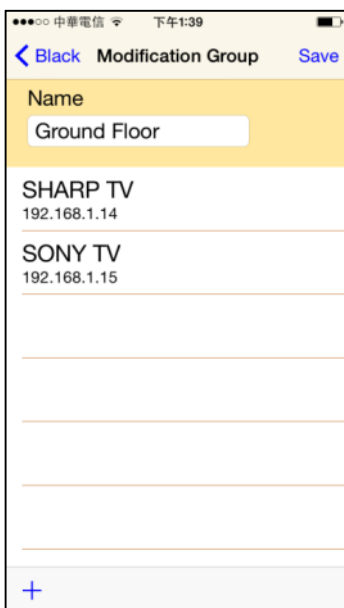 中華電信 下午1:39
Black Modification Group Save
Name
Ground Floor
SHARP TV
192.168.1.14
SONY TV
192.168.1.15
+